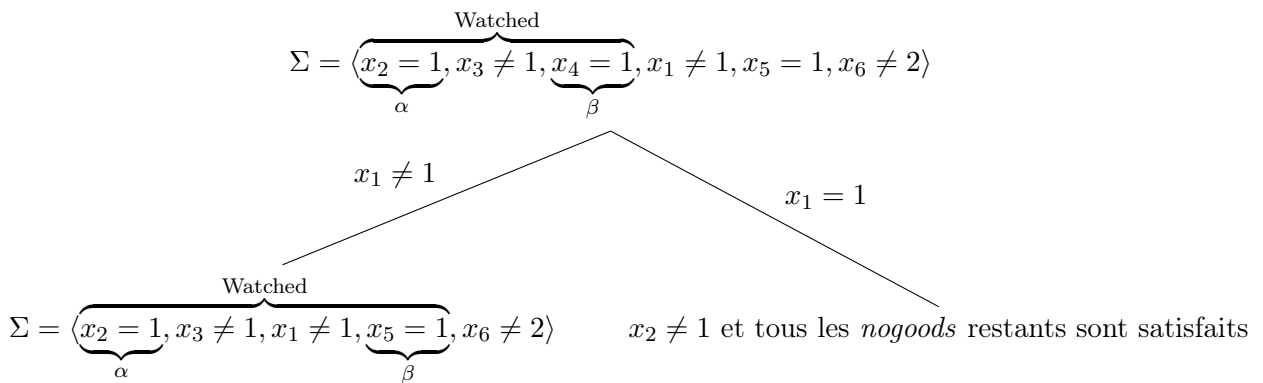 Watched
Σ = ⟨x₂ = 1, x₃ ≠ 1, x₄ = 1, x₁ ≠ 1, x₅ = 1, x₆ ≠ 2⟩
α β
x₁ ≠ 1
x₁ = 1
Watched
Σ = ⟨x₂ = 1, x₃ ≠ 1, x₁ ≠ 1, x₅ = 1, x₆ ≠ 2⟩
α β
x₂ ≠ 1 et tous les nogoods restants sont satisfaits